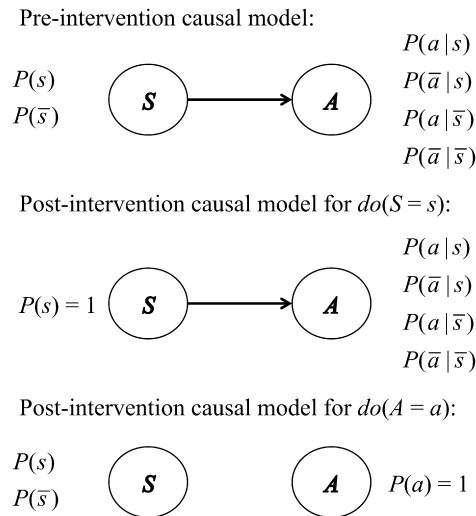 Pre-intervention causal model:
P(a|s)
P(s) P(a̅|s)
S A
P(s̅) P(a|s̅)
P(a̅|s̅)
Post-intervention causal model for do(S = s):
P(a|s)
P(a̅|s)
P(s) = 1 S A
P(a|s̅)
P(a̅|s̅)
Post-intervention causal model for do(A = a):
P(s)
S A P(a) = 1
P(s̅)